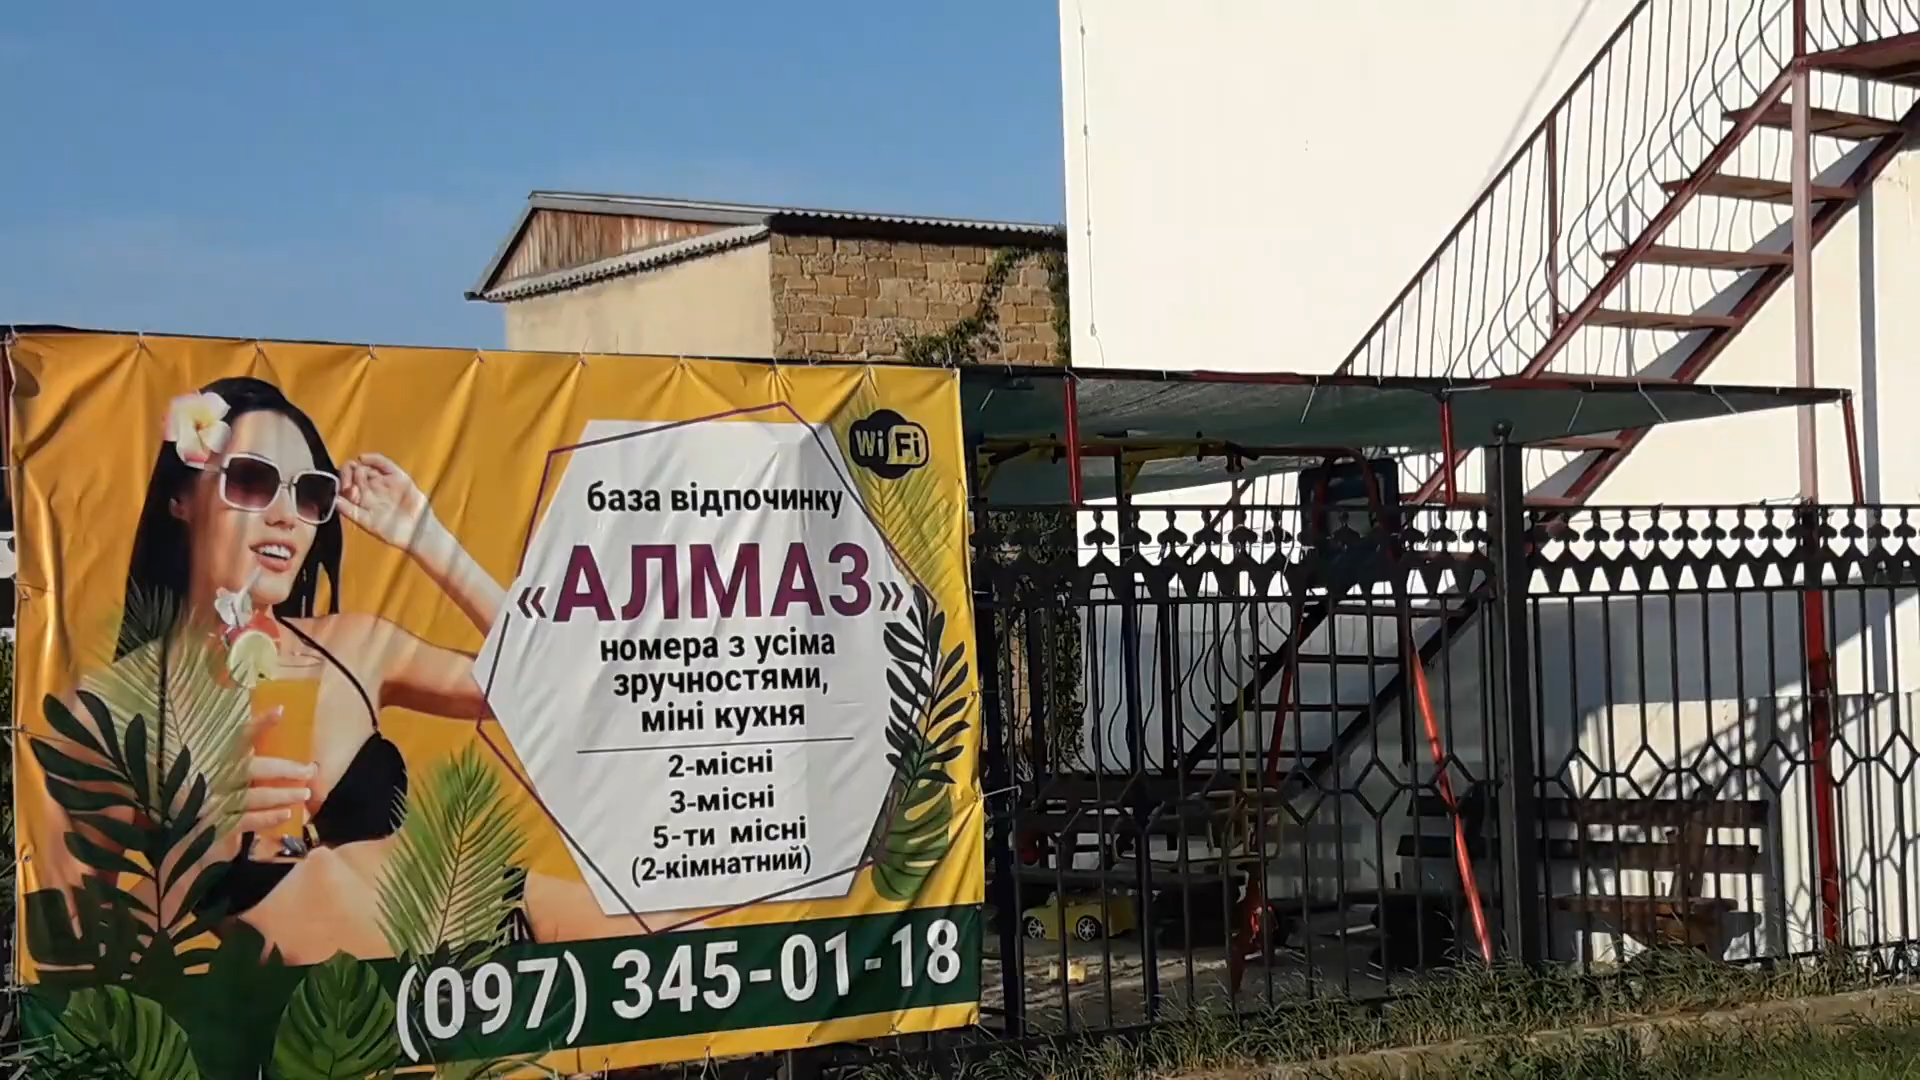 WiFi
база відпочинку
«АЛМАЗ»
номера з усіма
зручностями,
міні кухня
2-місні
3-місні
5-ти місні
(2-кімнатний)
(097) 345-01-18